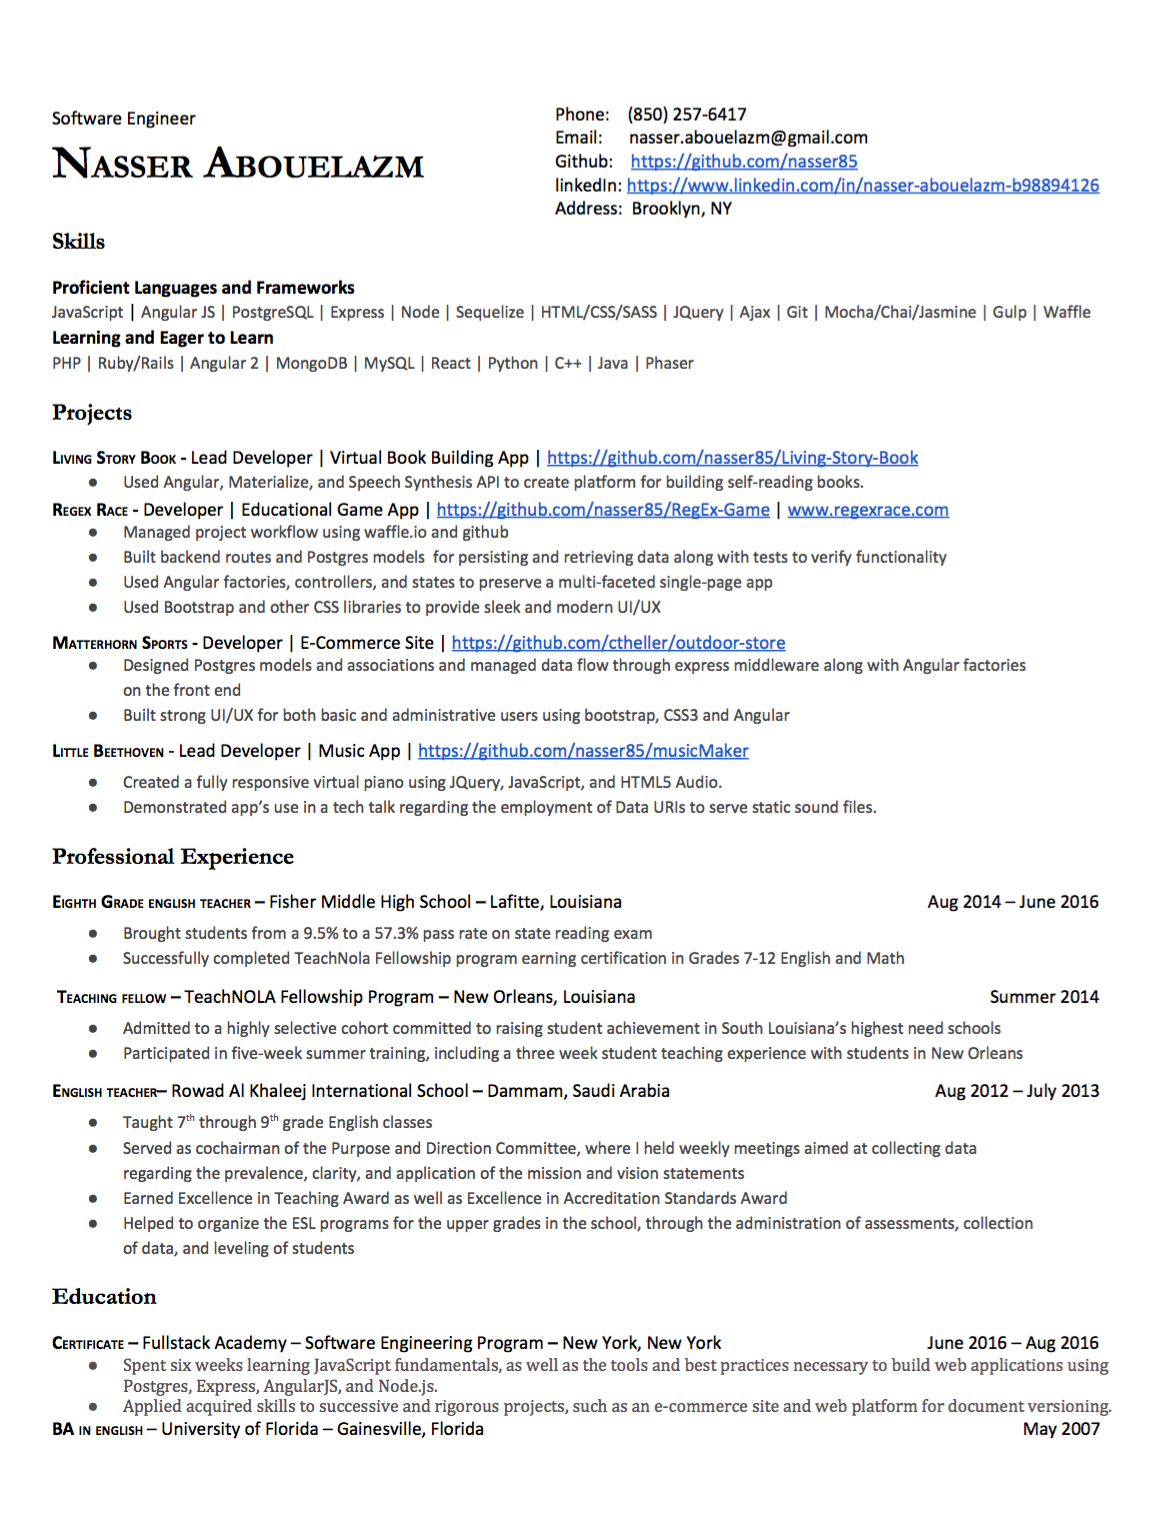 Software Engineer
NASSER ABOUELAZM
Phone: (850) 257-6417
Email: nasser.abouelazm@gmail.com
Github: https://github.com/nasser85
linkedIn: https://www.linkedin.com/in/nasser-abouelazm-b98894126
Address: Brooklyn, NY
Skills
Proficient Languages and Frameworks
JavaScript | Angular JS | PostgreSQL | Express | Node | Sequelize | HTML/CSS/SASS | JQuery | Ajax | Git | Mocha/Chai/Jasmine | Gulp | Waffle
Learning and Eager to Learn
PHP | Ruby/Rails | Angular 2 | MongoDB | MySQL | React | Python | C++ | Java | Phaser
Projects
LIVING STORY BOOK - Lead Developer | Virtual Book Building App | https://github.com/nasser85/Living-Story-Book
● Used Angular, Materialize, and Speech Synthesis API to create platform for building self-reading books.
REGEX RACE - Developer | Educational Game App | https://github.com/nasser85/RegEx-Game | www.regexrace.com
● Managed project workflow using waffle.io and github
● Built backend routes and Postgres models for persisting and retrieving data along with tests to verify functionality
● Used Angular factories, controllers, and states to preserve a multi-faceted single-page app
● Used Bootstrap and other CSS libraries to provide sleek and modern UI/UX
MATTERHORN SPORTS - Developer | E-Commerce Site | https://github.com/ctheller/outdoor-store
● Designed Postgres models and associations and managed data flow through express middleware along with Angular factories
on the front end
● Built strong UI/UX for both basic and administrative users using bootstrap, CSS3 and Angular
LITTLE BEETHOVEN - Lead Developer | Music App | https://github.com/nasser85/musicMaker
● Created a fully responsive virtual piano using JQuery, JavaScript, and HTML5 Audio.
● Demonstrated app's use in a tech talk regarding the employment of Data URIs to serve static sound files.
Professional Experience
EIGHTH GRADE ENGLISH TEACHER – Fisher Middle High School – Lafitte, Louisiana Aug 2014 – June 2016
● Brought students from a 9.5% to a 57.3% pass rate on state reading exam
● Successfully completed TeachNola Fellowship program earning certification in Grades 7-12 English and Math
TEACHING FELLOW – TeachNOLA Fellowship Program – New Orleans, Louisiana Summer 2014
● Admitted to a highly selective cohort committed to raising student achievement in South Louisiana's highest need schools
● Participated in five-week summer training, including a three week student teaching experience with students in New Orleans
ENGLISH TEACHER– Rowad Al Khaleej International School – Dammam, Saudi Arabia Aug 2012 – July 2013
● Taught 7th through 9th grade English classes
● Served as cochairman of the Purpose and Direction Committee, where I held weekly meetings aimed at collecting data
regarding the prevalence, clarity, and application of the mission and vision statements
● Earned Excellence in Teaching Award as well as Excellence in Accreditation Standards Award
● Helped to organize the ESL programs for the upper grades in the school, through the administration of assessments, collection
of data, and leveling of students
Education
CERTIFICATE – Fullstack Academy – Software Engineering Program – New York, New York June 2016 – Aug 2016
● Spent six weeks learning JavaScript fundamentals, as well as the tools and best practices necessary to build web applications using
Postgres, Express, AngularJS, and Node.js.
● Applied acquired skills to successive and rigorous projects, such as an e-commerce site and web platform for document versioning.
BA IN ENGLISH – University of Florida – Gainesville, Florida May 2007